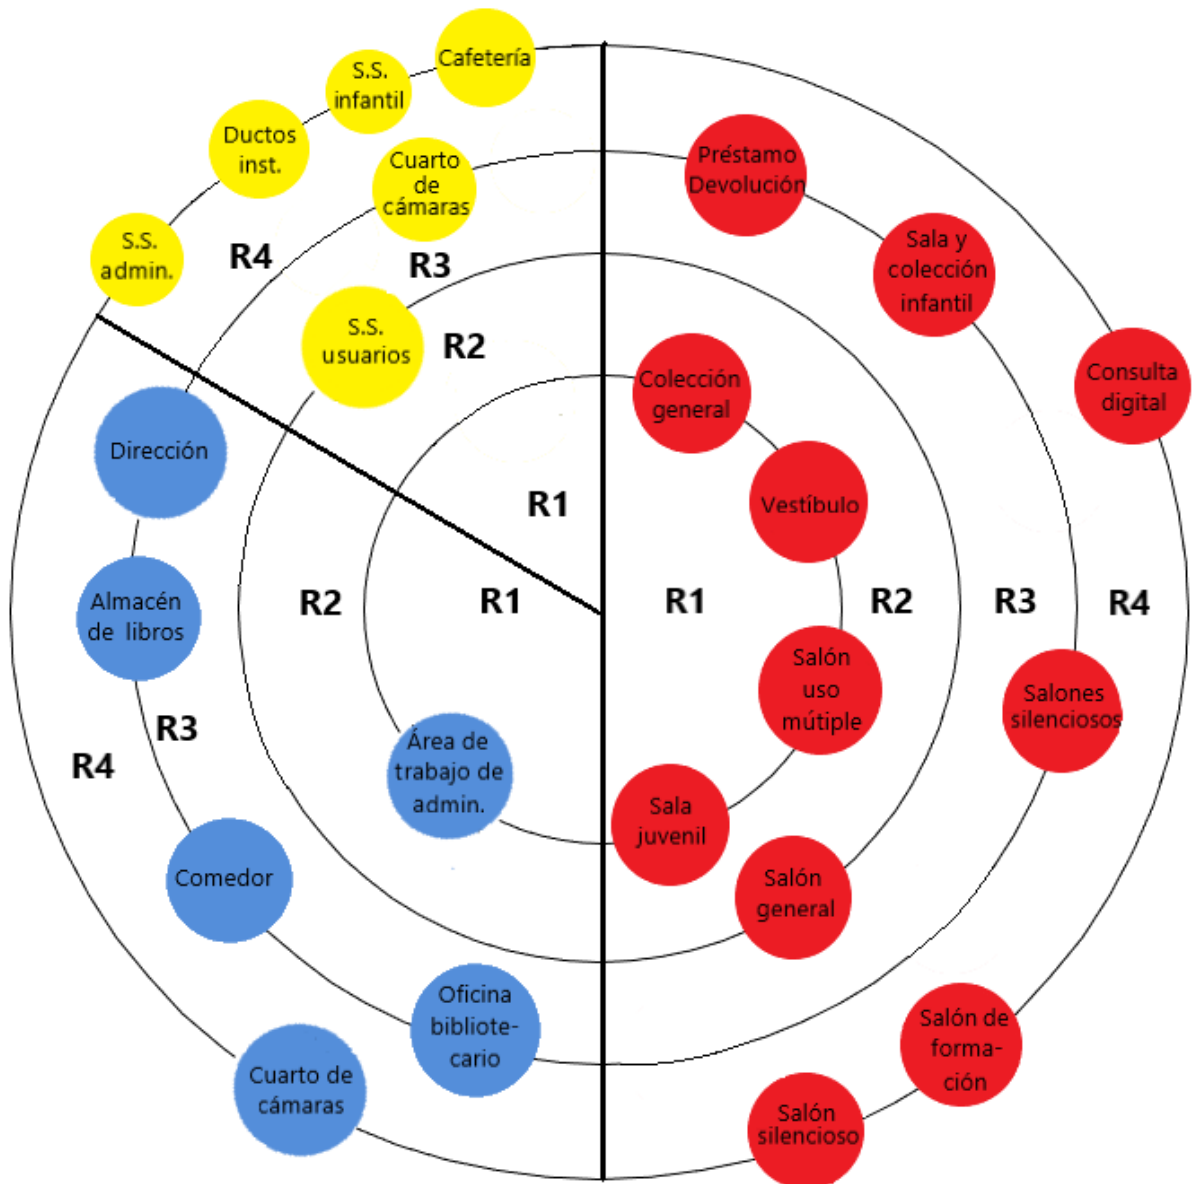 Cafetería
S.S.
infantil
Ductos
inst.
Cuarto
de
cámaras
S.S.
admin.
R4
R3
S.S.
usuarios
R2
R1
Préstamo
Devolución
Sala y
colección
infantil
Consulta
digital
Colección
general
Vestíbulo
R1
R2
R3
R4
Salón
uso
mútiple
Salones
silenciosos
Sala
juvenil
Salón
general
Salón de
forma-
ción
Salón
silencioso
Dirección
R2
R1
Almacén
de libros
R3
R4
Área de
trabajo de
admin.
Comedor
Oficina
bibliote-
cario
Cuarto de
cámaras